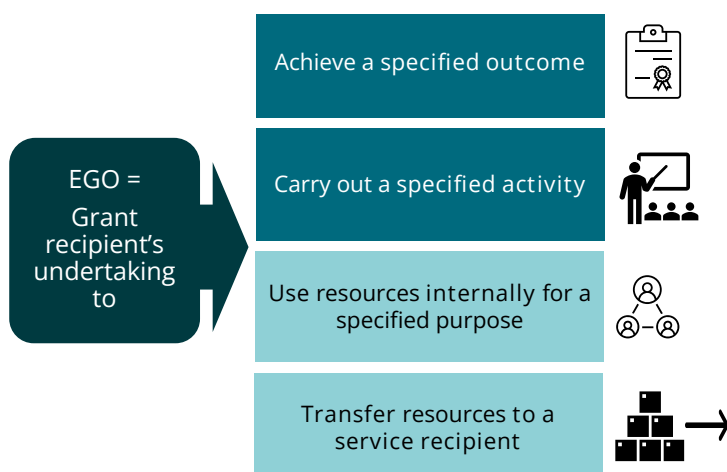 EGO =
Grant
recipient's
undertaking
to
Achieve a specified outcome
Carry out a specified activity
Use resources internally for a
specified purpose
Transfer resources to a
service recipient